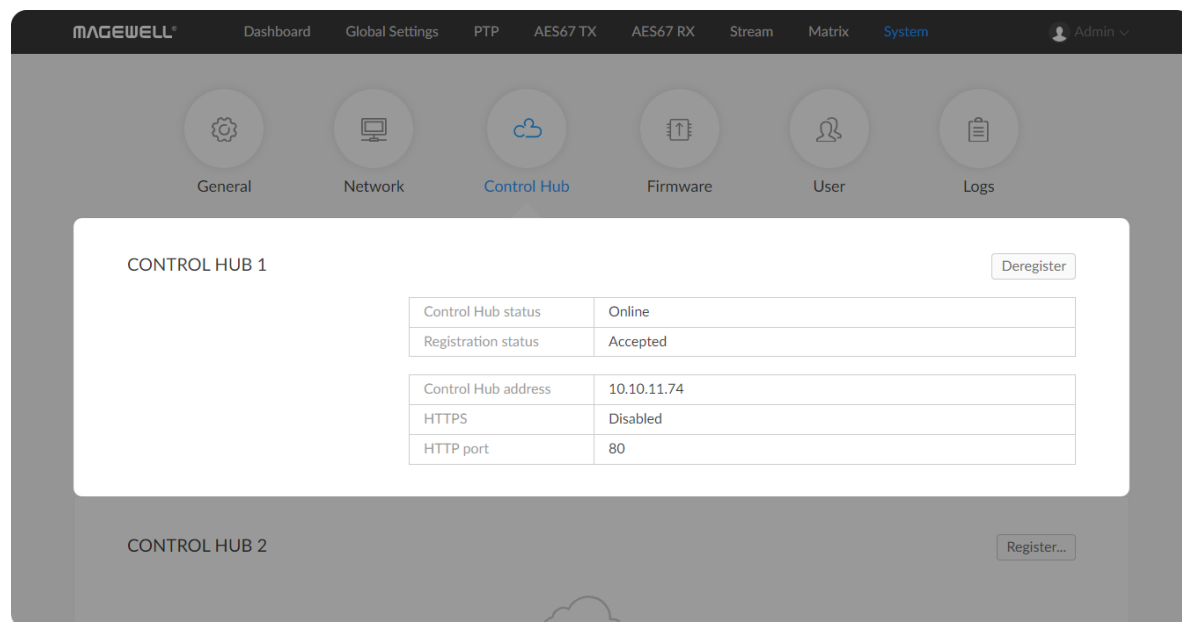 MAGEWELL® Dashboard Global Settings PTP AES67 TX AES67 RX Stream Matrix System Admin
General Network Control Hub Firmware User Logs
CONTROL HUB 1 Deregister
Control Hub status Online
Registration status Accepted
Control Hub address 10.10.11.74
HTTPS Disabled
HTTP port 80
CONTROL HUB 2 Register...